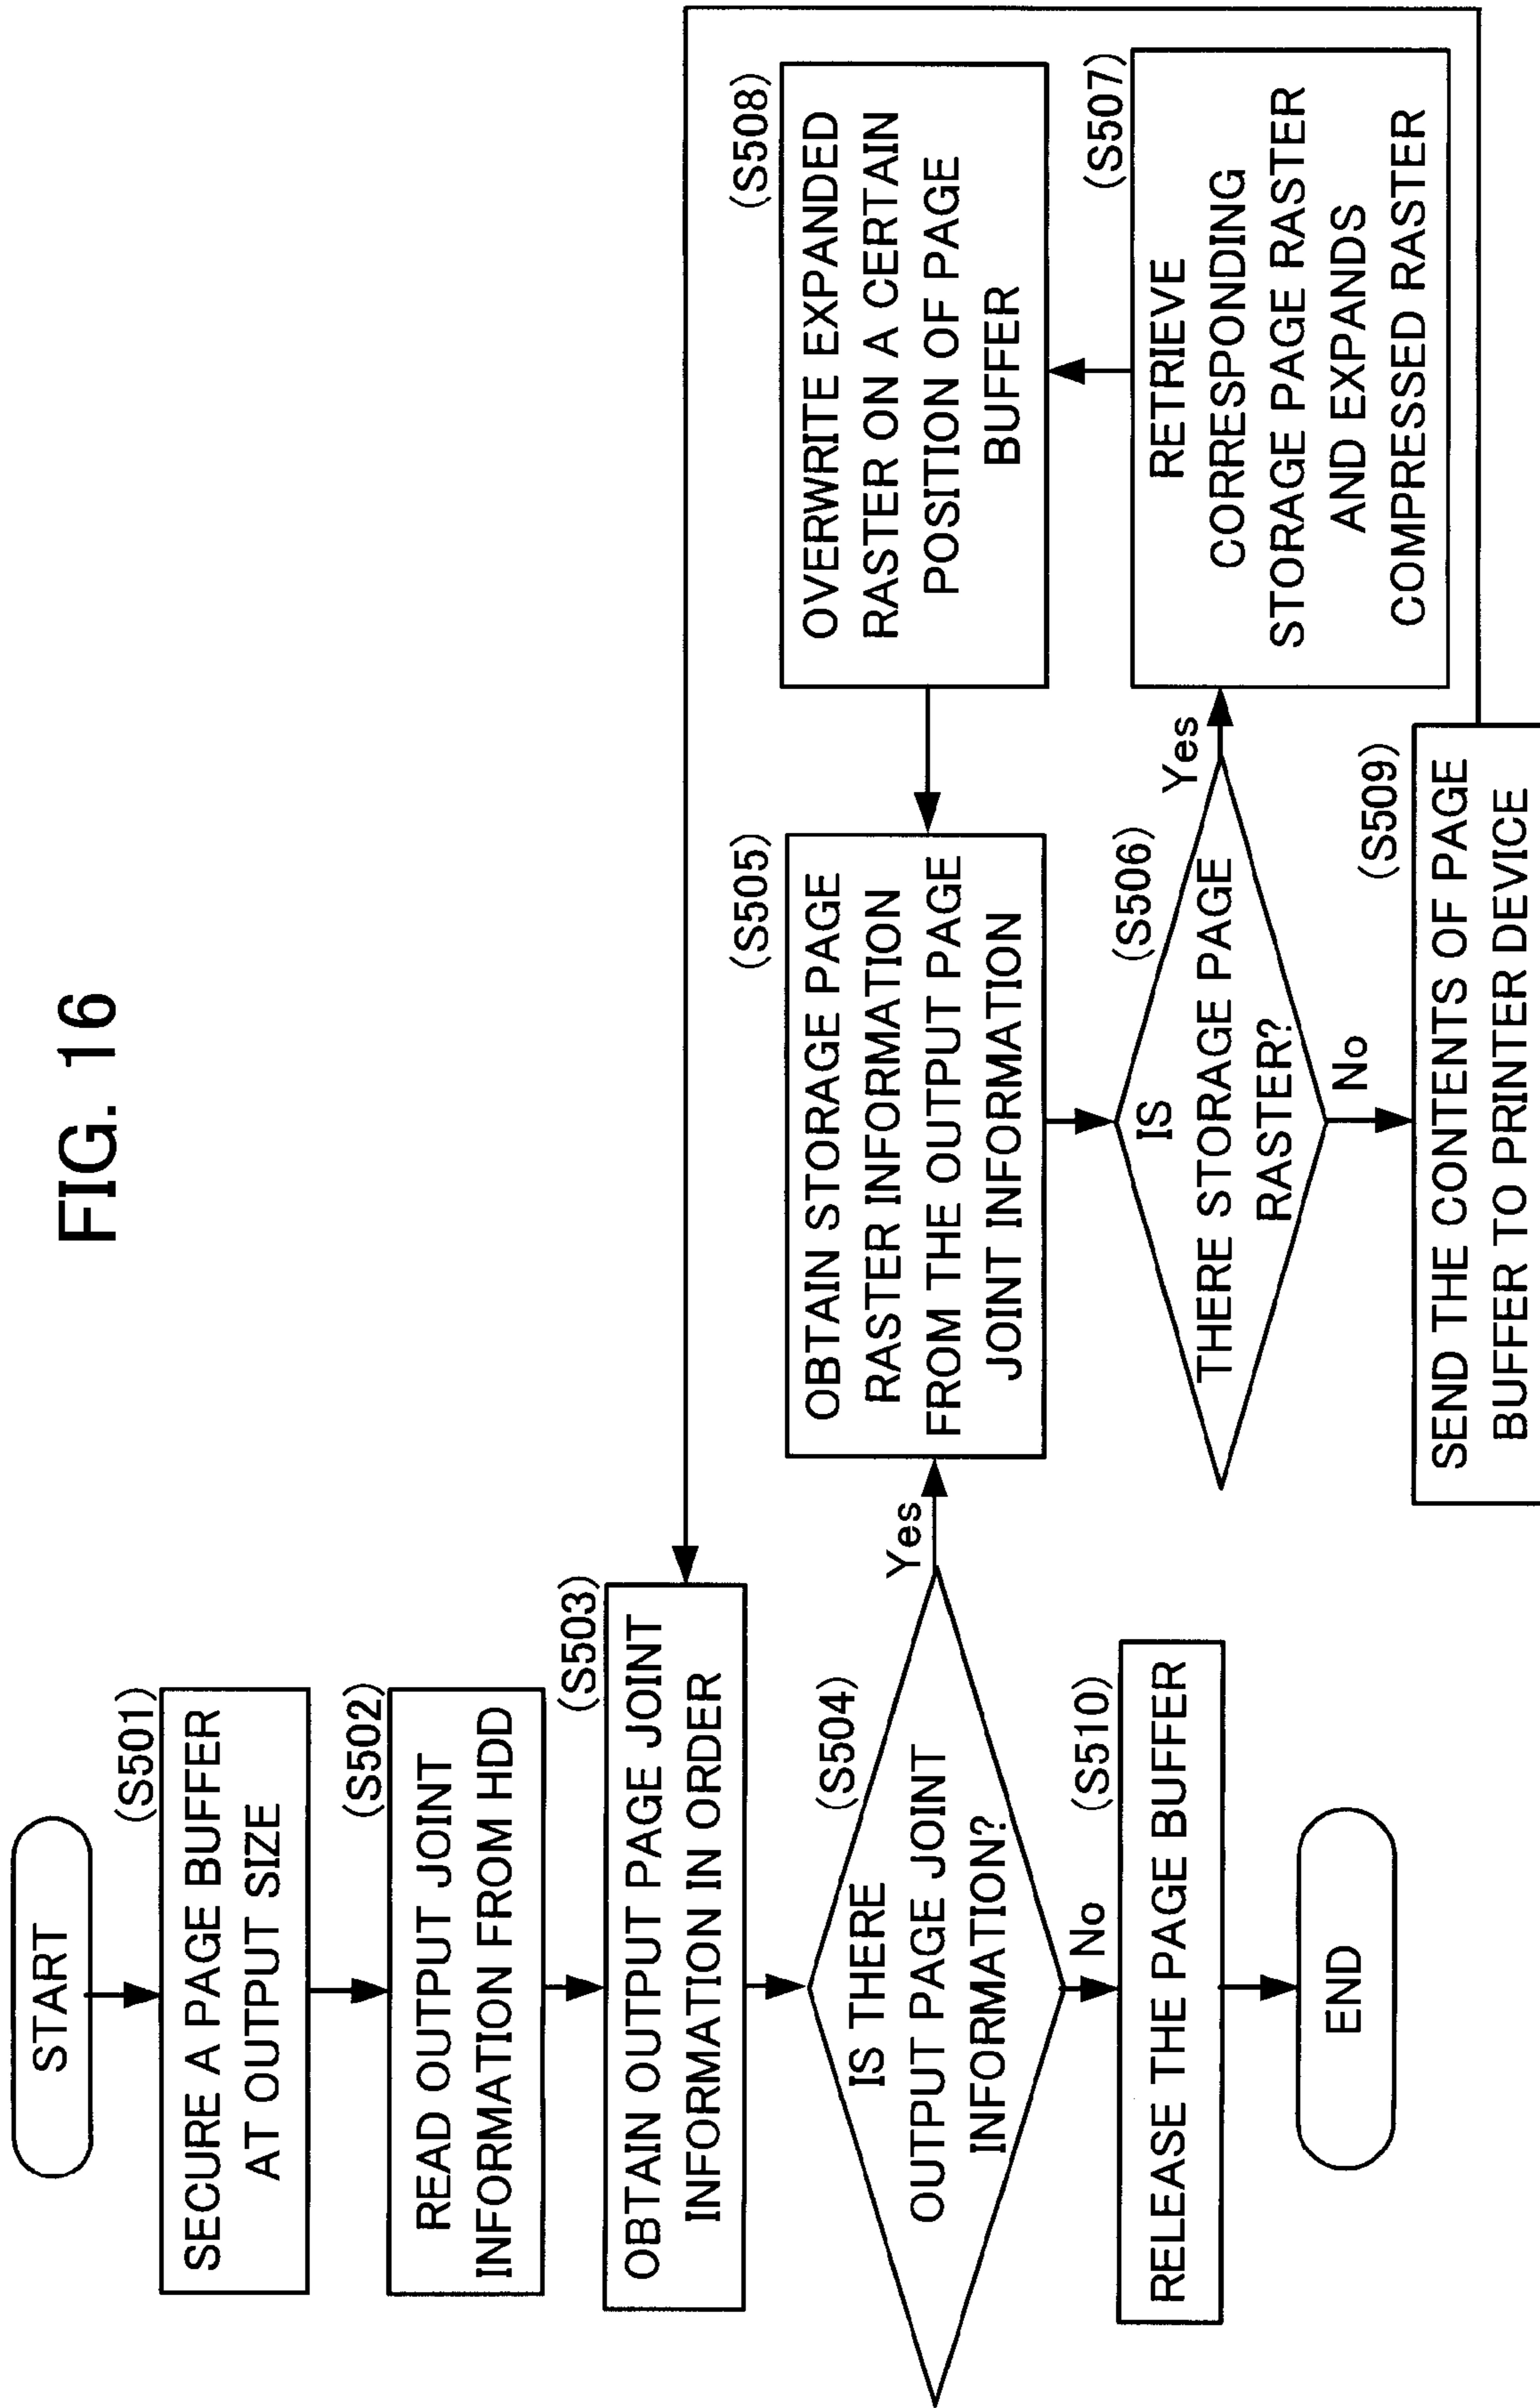 FIG. 16
START
(S501)
SECURE A PAGE BUFFER
AT OUTPUT SIZE
(S502)
READ OUTPUT JOINT
INFORMATION FROM HDD
(S503)
OBTAIN OUTPUT PAGE JOINT
INFORMATION IN ORDER
(S504)
IS THERE
OUTPUT PAGE JOINT
INFORMATION?
Yes
No
(S510)
RELEASE THE PAGE BUFFER
END
(S505)
OBTAIN STORAGE PAGE
RASTER INFORMATION
FROM THE OUTPUT PAGE
JOINT INFORMATION
(S506)
IS
THERE STORAGE PAGE
RASTER?
Yes
No
(S509)
SEND THE CONTENTS OF PAGE
BUFFER TO PRINTER DEVICE
(S508)
OVERWRITE EXPANDED
RASTER ON A CERTAIN
POSITION OF PAGE
BUFFER
(S507)
RETRIEVE
CORRESPONDING
STORAGE PAGE RASTER
AND EXPANDS
COMPRESSED RASTER